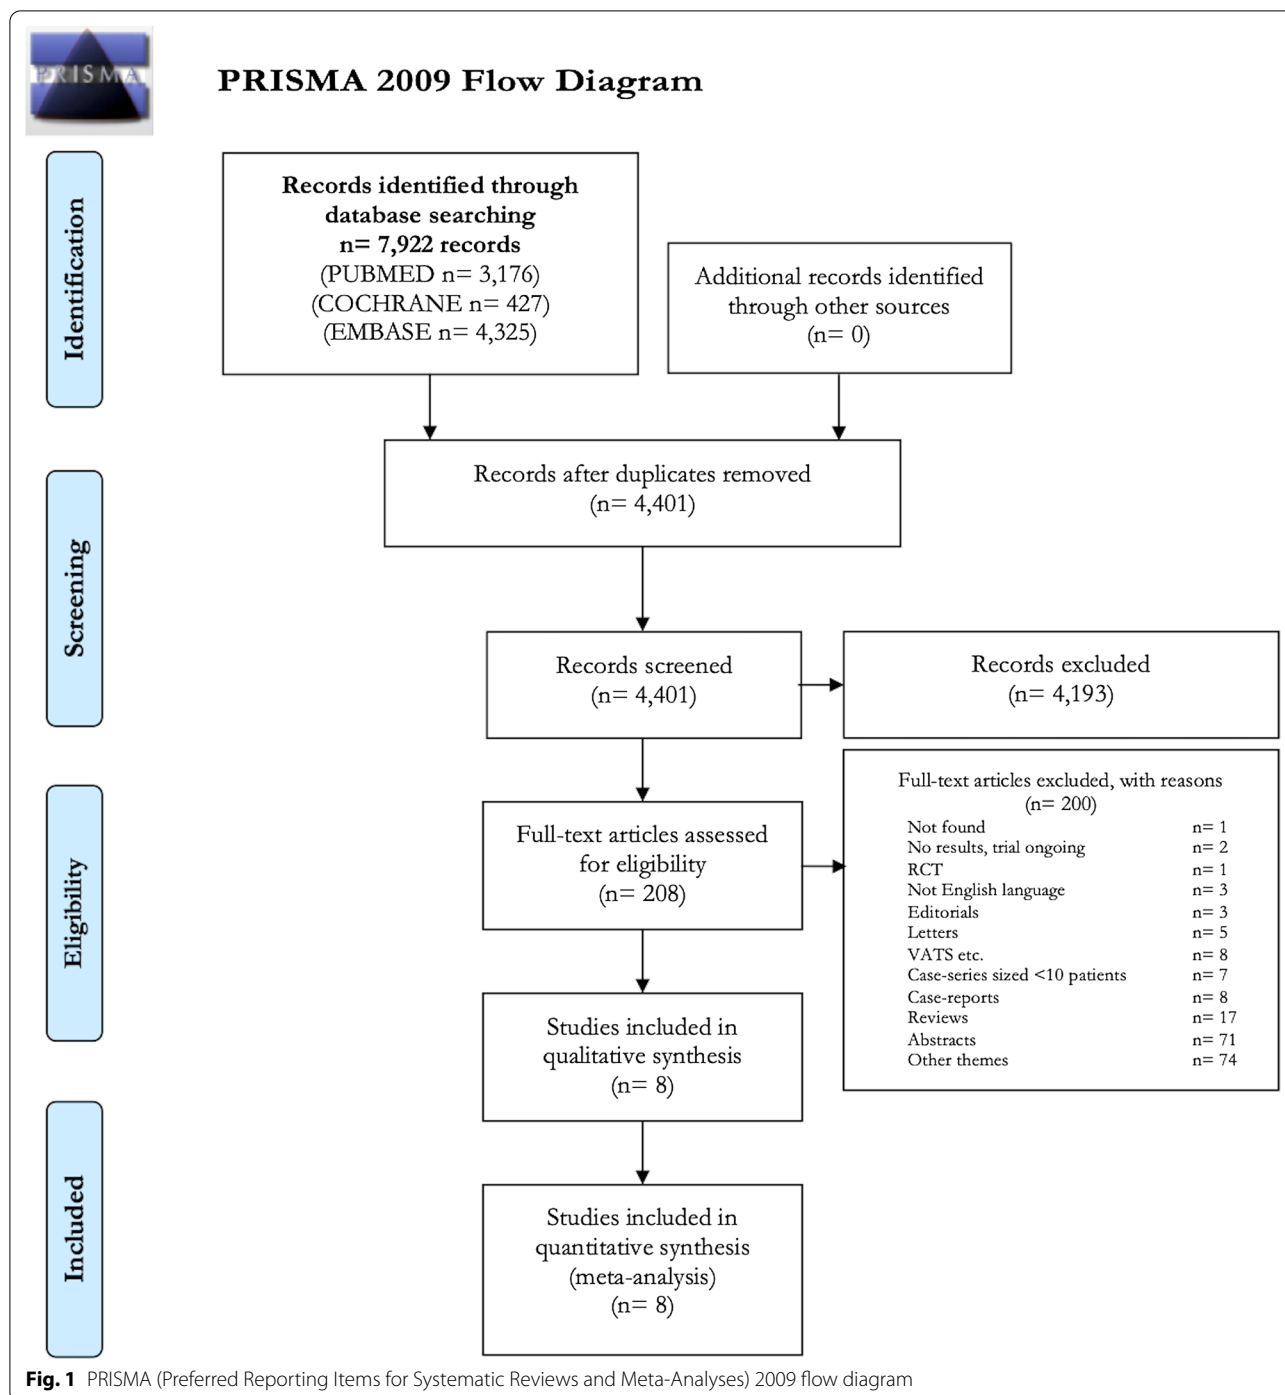 PRISMA
PRISMA 2009 Flow Diagram
Identification
Records identified through
database searching
n= 7,922 records
(PUBMED n= 3,176)
(COCHRANE n= 427)
(EMBASE n= 4,325)
Additional records identified
through other sources
(n= 0)
Records after duplicates removed
(n= 4,401)
Screening
Records screened
(n= 4,401)
Records excluded
(n= 4,193)
Eligibility
Full-text articles assessed
for eligibility
(n= 208)
Full-text articles excluded, with reasons
(n= 200)
Not found n= 1
No results, trial ongoing n= 2
RCT n= 1
Not English language n= 3
Editorials n= 3
Letters n= 5
VATS etc. n= 8
Case-series sized <10 patients n= 7
Case-reports n= 8
Reviews n= 17
Abstracts n= 71
Other themes n= 74
Studies included in
qualitative synthesis
(n= 8)
Included
Studies included in
quantitative synthesis
(meta-analysis)
(n= 8)
Fig. 1 PRISMA (Preferred Reporting Items for Systematic Reviews and Meta-Analyses) 2009 flow diagram